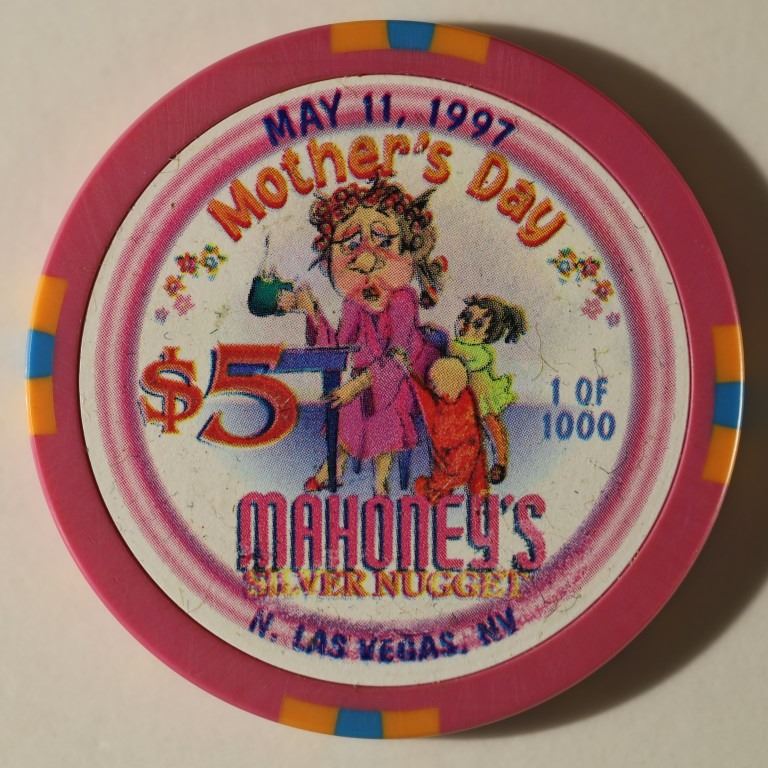 MAY 11, 1997
Mother's Day
$5
1 OF
1000
MAHONEY'S
SILVER NUGGET
N. LAS VEGAS, NV